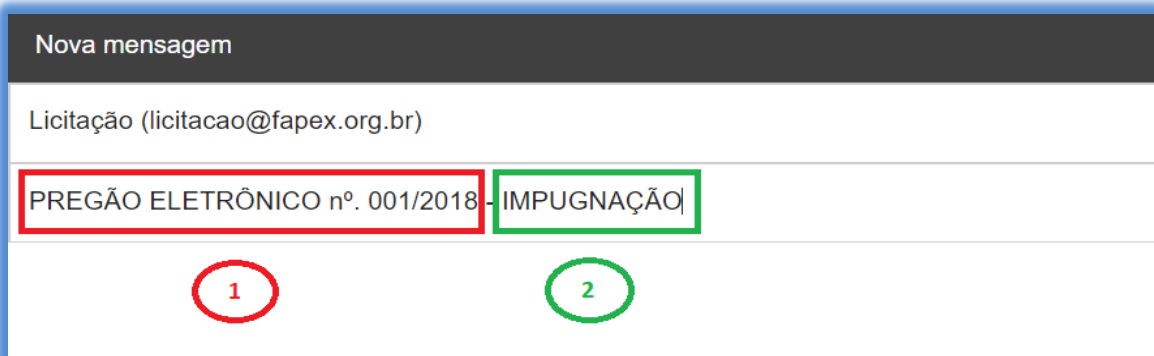 Nova mensagem
Licitação (licitacao@fapex.org.br)
PREGÃO ELETRÔNICO nº. 001/2018 - IMPUGNAÇÃO
1 2